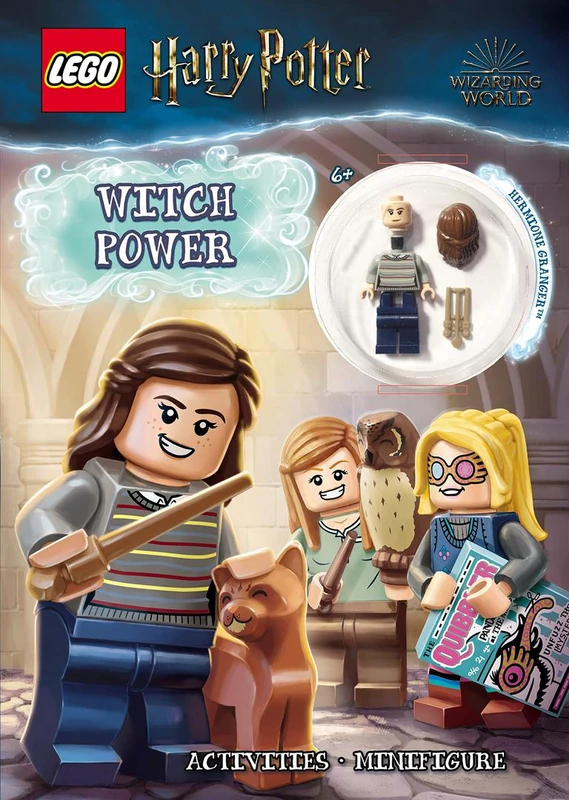 LEGO
Harry Potter
WIZARDING
WORLD
WITCH
POWER
6+
HERMIONE GRANGER™
THE
QUIBBLER
ACTIVITIES · MINIFIGURE